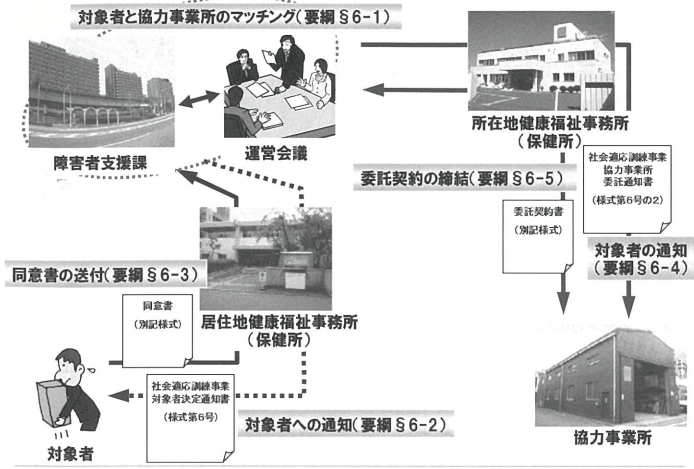 対象者と協力事業所のマッチング(要綱§6-1)
障害者支援課
運営会議
所在地健康福祉事務所
(保健所)
委託契約の締結(要綱§6-5)
社会適応訓練事業
協力事業所
委託通知書
(様式第6号の2)
委託契約書
(別記様式)
対象者の通知
(要綱§6-4)
同意書の送付(要綱§6-3)
同意書
(別記様式)
居住地健康福祉事務所
(保健所)
社会適応訓練事業
対象者決定通知書
(様式第6号)
対象者への通知(要綱§6-2)
対象者
協力事業所